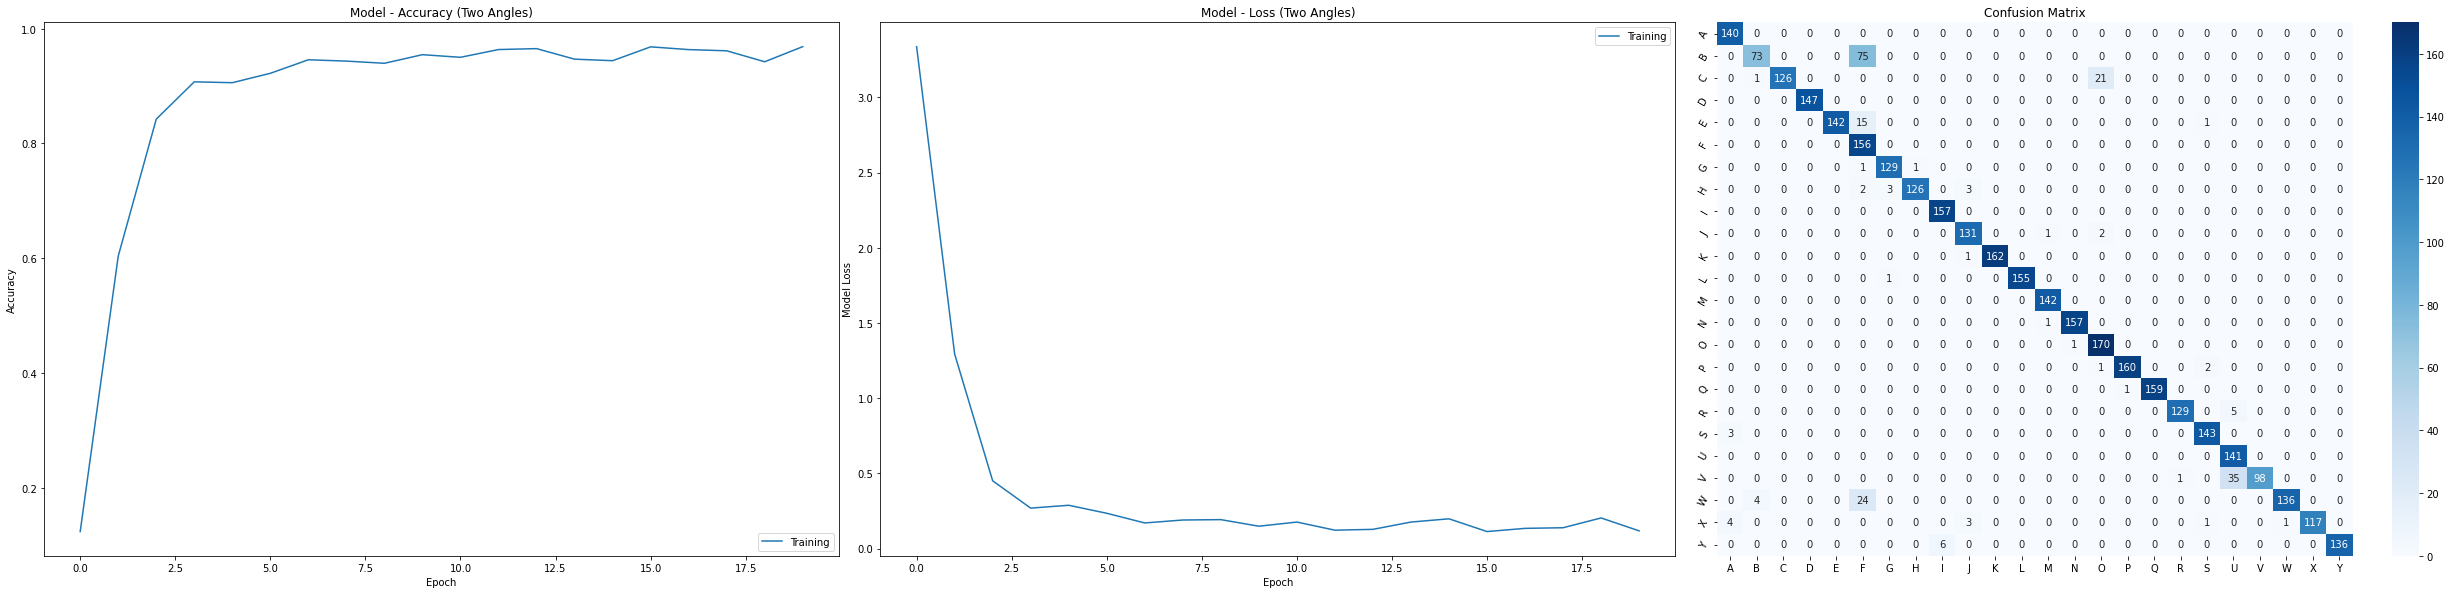 Model - Accuracy (Two Angles)
1.0
0.8
0.6
0.4
0.2
Accuracy
Training
0.0 2.5 5.0 7.5 10.0 12.5 15.0 17.5
Epoch
Model - Loss (Two Angles)
Training
3.0
2.5
2.0
1.5
1.0
0.5
0.0
Model Loss
0.0 2.5 5.0 7.5 10.0 12.5 15.0 17.5
Epoch
Confusion Matrix
A 140 0 0 0 0 0 0 0 0 0 0 0 0 0 0 0 0 0 0 0 0 0 0 0
B 0 73 0 0 0 75 0 0 0 0 0 0 0 0 0 0 0 0 0 0 0 0 0 0
C 0 1 126 0 0 0 0 0 0 0 0 0 0 0 21 0 0 0 0 0 0 0 0 0
D 0 0 0 147 0 0 0 0 0 0 0 0 0 0 0 0 0 0 0 0 0 0 0 0
E 0 0 0 0 142 15 0 0 0 0 0 0 0 0 0 0 0 0 1 0 0 0 0 0
F 0 0 0 0 0 156 0 0 0 0 0 0 0 0 0 0 0 0 0 0 0 0 0 0
G 0 0 0 0 0 1 129 1 0 0 0 0 0 0 0 0 0 0 0 0 0 0 0 0
H 0 0 0 0 0 2 3 126 0 3 0 0 0 0 0 0 0 0 0 0 0 0 0 0
I 0 0 0 0 0 0 0 0 157 0 0 0 0 0 0 0 0 0 0 0 0 0 0 0
J 0 0 0 0 0 0 0 0 0 131 0 0 1 0 2 0 0 0 0 0 0 0 0 0
K 0 0 0 0 0 0 0 0 0 1 162 0 0 0 0 0 0 0 0 0 0 0 0 0
L 0 0 0 0 0 0 1 0 0 0 0 155 0 0 0 0 0 0 0 0 0 0 0 0
M 0 0 0 0 0 0 0 0 0 0 0 0 142 0 0 0 0 0 0 0 0 0 0 0
N 0 0 0 0 0 0 0 0 0 0 0 0 1 157 0 0 0 0 0 0 0 0 0 0
O 0 0 0 0 0 0 0 0 0 0 0 0 0 1 170 0 0 0 0 0 0 0 0 0
P 0 0 0 0 0 0 0 0 0 0 0 0 0 0 1 160 0 0 2 0 0 0 0 0
Q 0 0 0 0 0 0 0 0 0 0 0 0 0 0 0 1 159 0 0 0 0 0 0 0
R 0 0 0 0 0 0 0 0 0 0 0 0 0 0 0 0 0 129 0 5 0 0 0 0
S 3 0 0 0 0 0 0 0 0 0 0 0 0 0 0 0 0 0 143 0 0 0 0 0
U 0 0 0 0 0 0 0 0 0 0 0 0 0 0 0 0 0 0 0 141 0 0 0 0
V 0 0 0 0 0 0 0 0 0 0 0 0 0 0 0 0 0 1 0 35 98 0 0 0
W 0 4 0 0 0 24 0 0 0 0 0 0 0 0 0 0 0 0 0 0 0 136 0 0
X 4 0 0 0 0 0 0 0 0 3 0 0 0 0 0 0 0 0 1 0 0 1 117 0
Y 0 0 0 0 0 0 0 0 6 0 0 0 0 0 0 0 0 0 0 0 0 0 0 136
A B C D E F G H I J K L M N O P Q R S U V W X Y
160
140
120
100
80
60
40
20
0